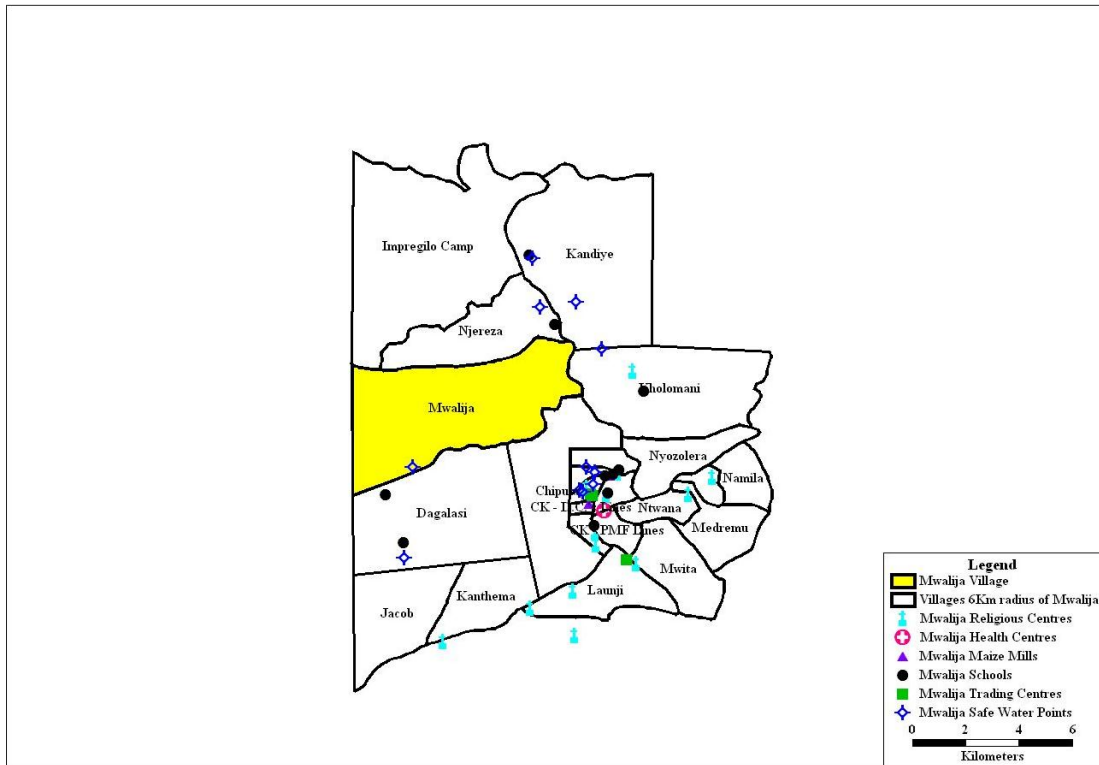 Impregilo Camp
Kandiye
Njereza
Kholomani
Mwalija
Nyozolera
Namila
CK -
Ntwana
Dagalasi
Medremu
PMF Lines
Mwita
Kanthema
Launji
Jacob
Legend
Mwalija Village
Villages 6Km radius of Mwalija
Mwalija Religious Centres
Mwalija Health Centres
Mwalija Maize Mills
Mwalija Schools
Mwalija Trading Centres
Mwalija Safe Water Points
0 2 4 6
Kilometers